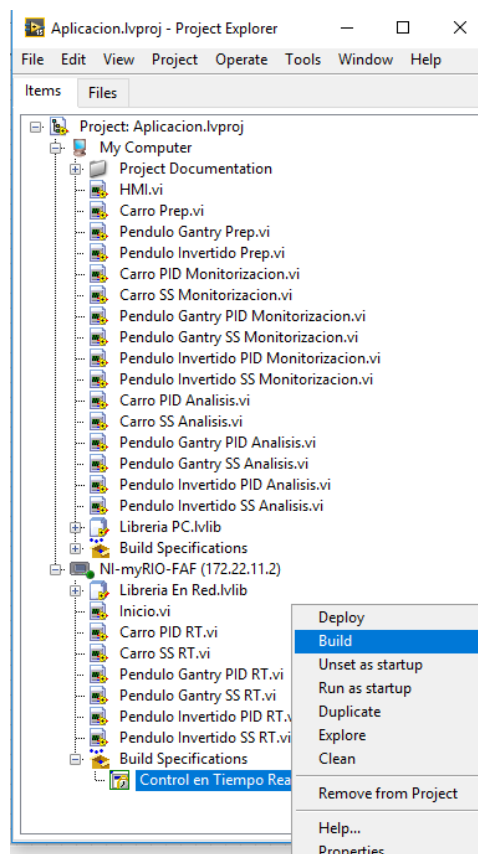 Aplicacion.lvproj - Project Explorer
File Edit View Project Operate Tools Window Help
Items Files
Project: Aplicacion.lvproj
My Computer
Project Documentation
HMI.vi
Carro Prep.vi
Pendulo Gantry Prep.vi
Pendulo Invertido Prep.vi
Carro PID Monitorizacion.vi
Carro SS Monitorizacion.vi
Pendulo Gantry PID Monitorizacion.vi
Pendulo Gantry SS Monitorizacion.vi
Pendulo Invertido PID Monitorizacion.vi
Pendulo Invertido SS Monitorizacion.vi
Carro PID Analisis.vi
Carro SS Analisis.vi
Pendulo Gantry PID Analisis.vi
Pendulo Gantry SS Analisis.vi
Pendulo Invertido PID Analisis.vi
Pendulo Invertido SS Analisis.vi
Libreria PC.lvlib
Build Specifications
NI-myRIO-FAF (172.22.11.2)
Libreria En Red.lvlib
Inicio.vi
Carro PID RT.vi
Carro SS RT.vi
Pendulo Gantry PID RT.vi
Pendulo Gantry SS RT.vi
Pendulo Invertido PID RT.v
Pendulo Invertido SS RT.vi
Build Specifications
Control en Tiempo Rea
Deploy
Build
Unset as startup
Run as startup
Duplicate
Explore
Clean
Remove from Project
Help...
Properties